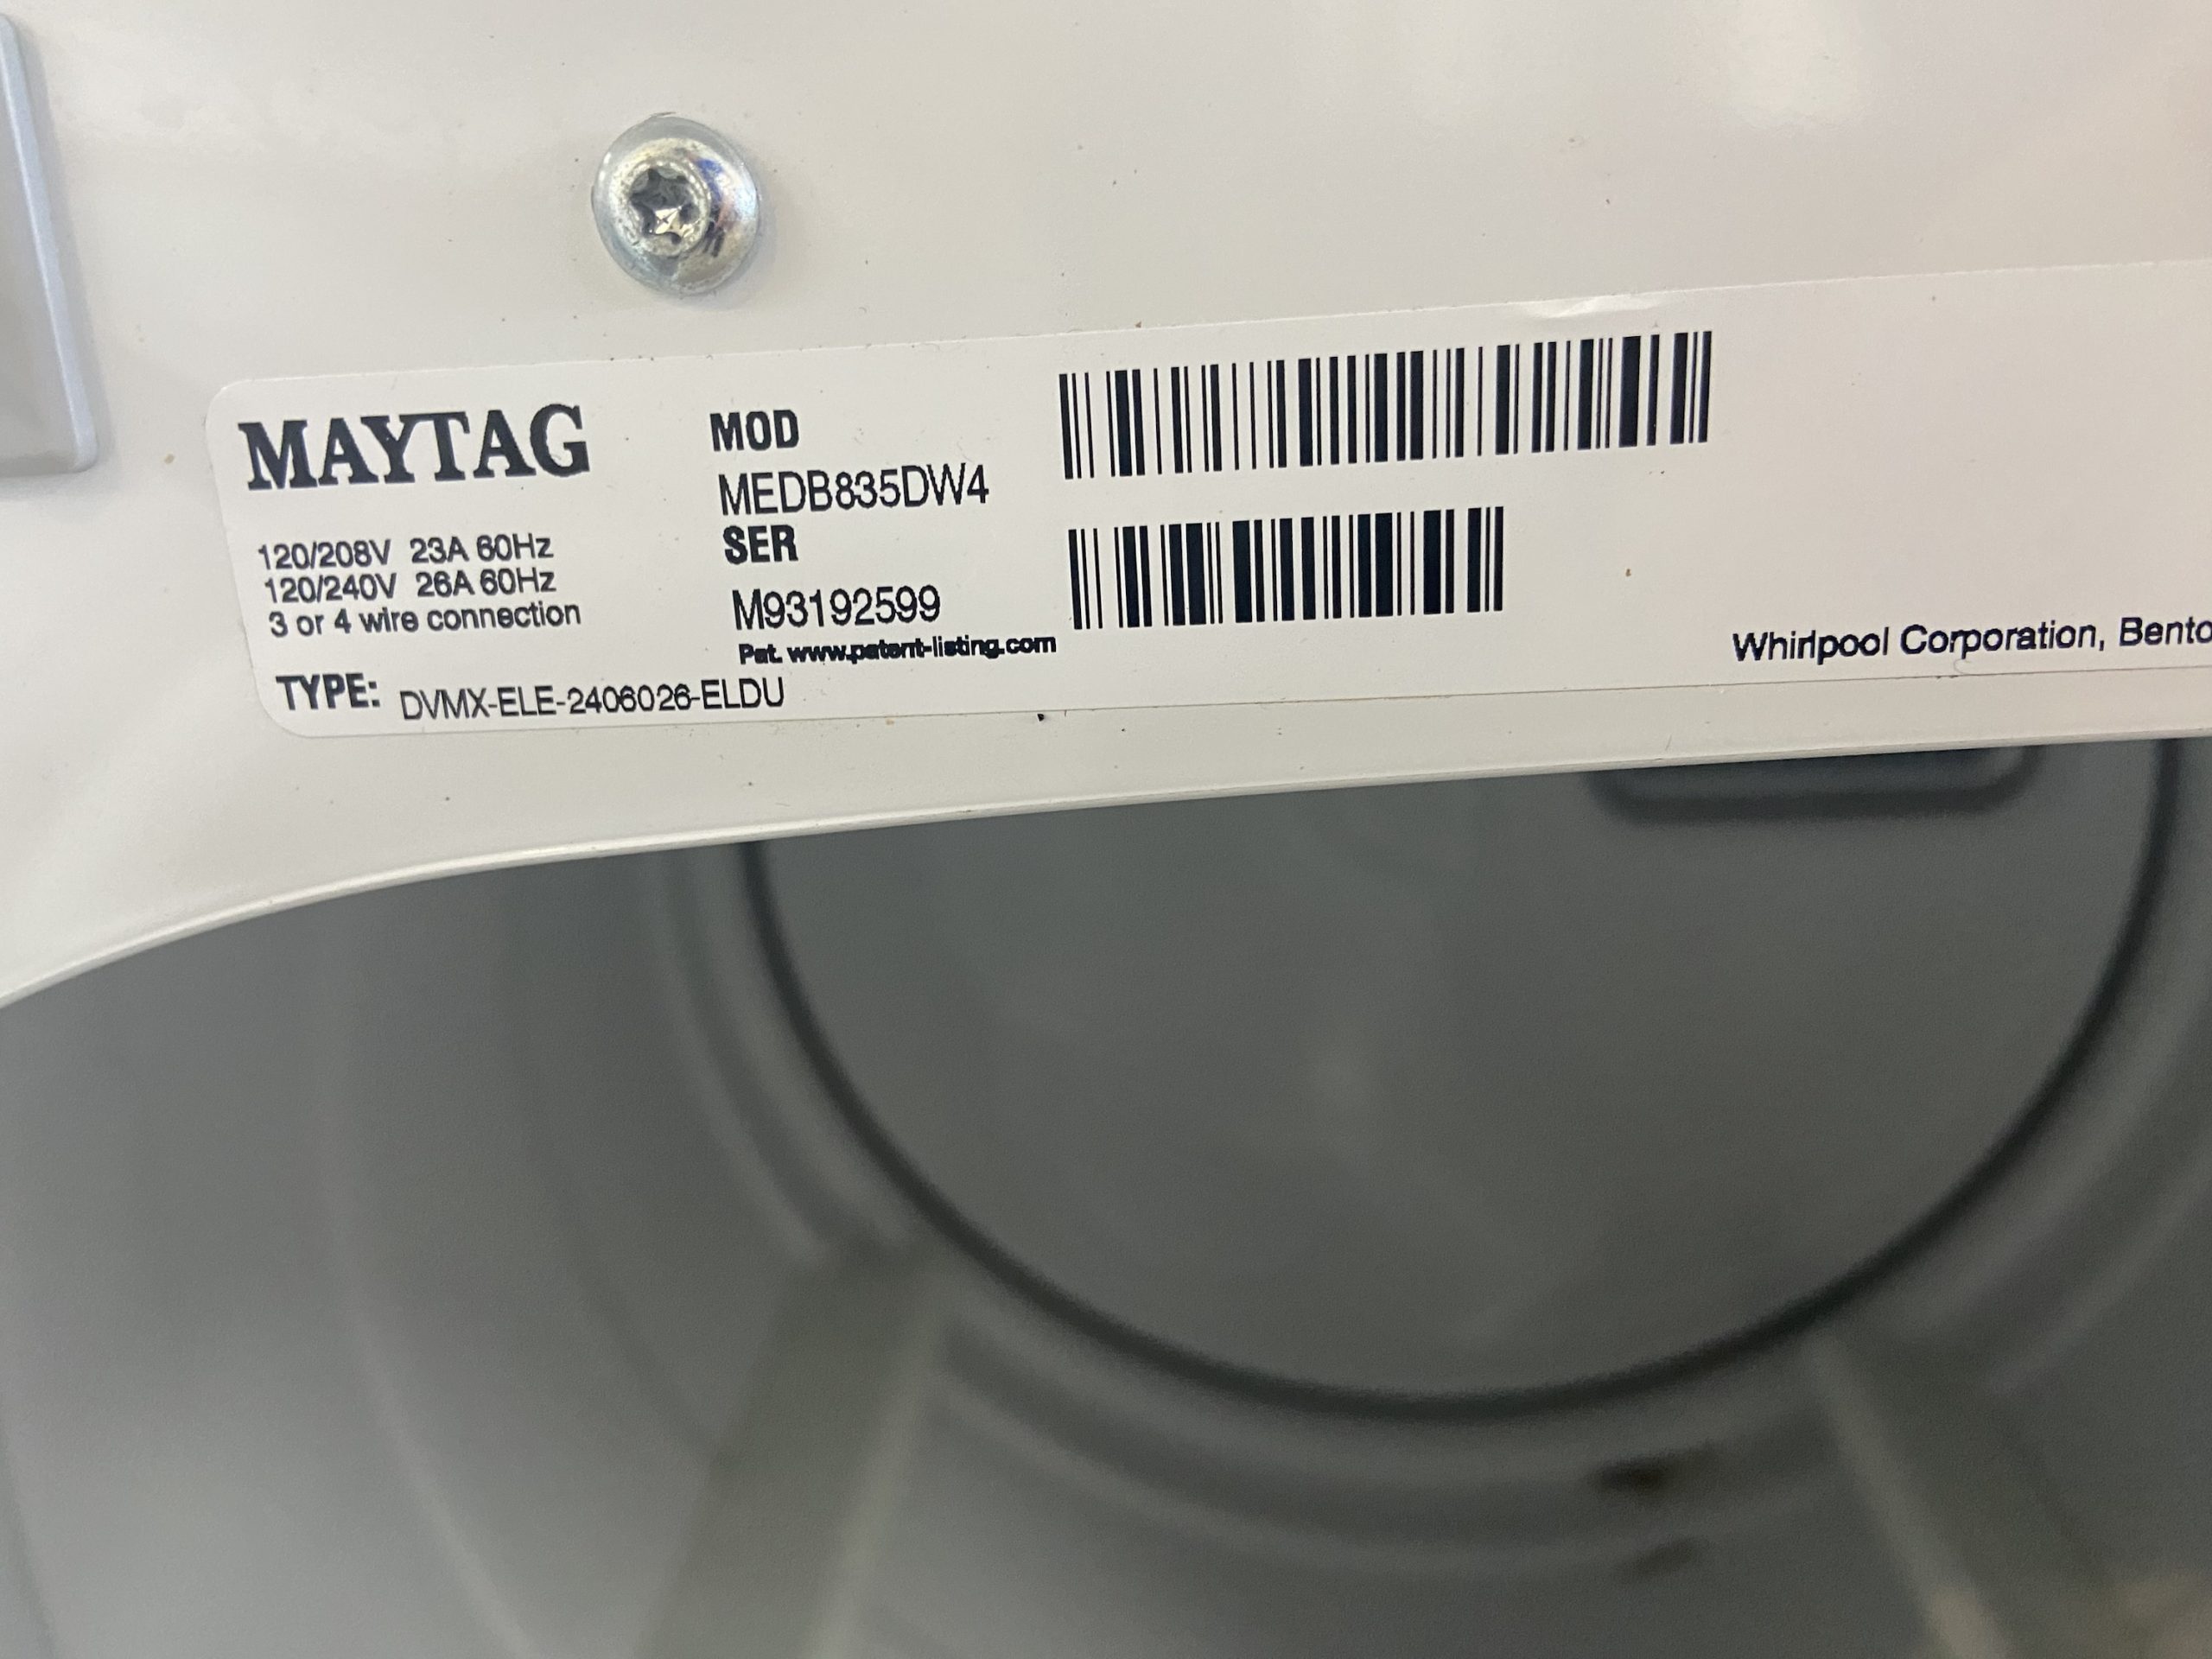 MAYTAG
120/208V 23A 60Hz
120/240V 26A 60Hz
3 or 4 wire connection
MOD
MEDB835DW4
SER
M93192599
Pat. www.patent-listing.com
TYPE: DVMX-ELE-2406026-ELDU
Whirlpool Corporation, Bento